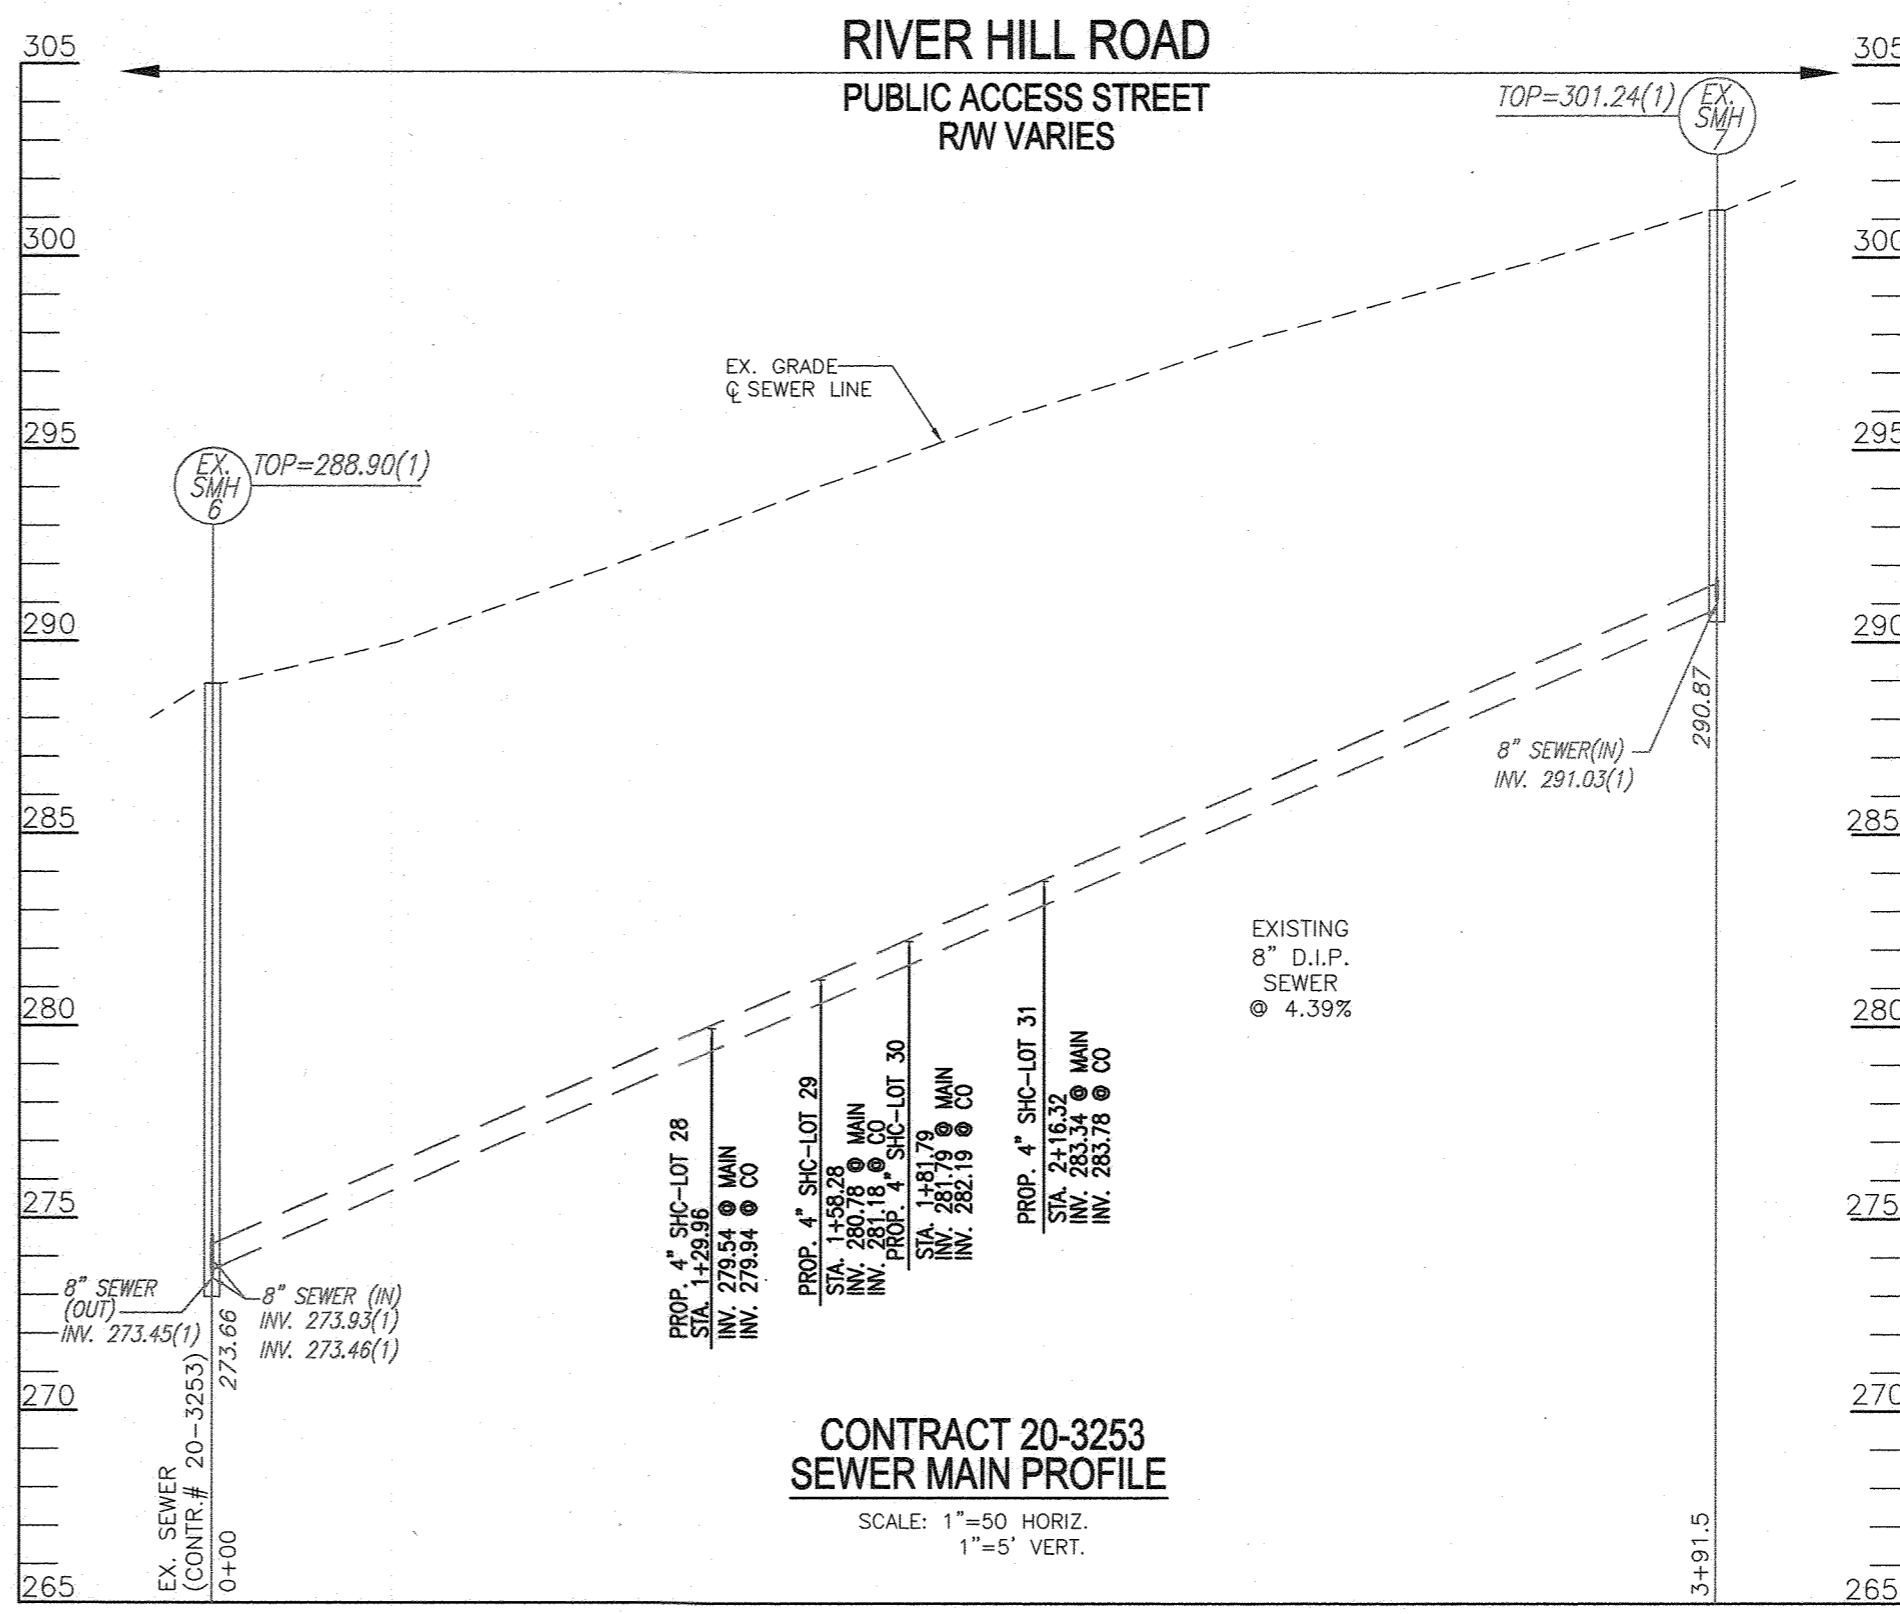 RIVER HILL ROAD
PUBLIC ACCESS STREET
R/W VARIES
305
300
295
290
285
280
275
270
265
305
300
295
290
285
280
275
270
265
TOP=301.24(1)
EX.
SMH
7
EX. GRADE
℄ SEWER LINE
EX.
SMH
6
TOP=288.90(1)
290.87
8" SEWER(IN)
INV. 291.03(1)
EXISTING
8" D.I.P.
SEWER
@ 4.39%
PROP. 4" SHC-LOT 28
STA. 1+29.96
INV. 279.54 @ MAIN
INV. 279.94 @ CO
PROP. 4" SHC-LOT 29
STA. 1+58.28
INV. 280.78 @ MAIN
INV. 281.18 @ CO
PROP. 4" SHC-LOT 30
STA. 1+81.79
INV. 281.79 @ MAIN
INV. 282.19 @ CO
PROP. 4" SHC-LOT 31
STA. 2+16.32
INV. 283.34 @ MAIN
INV. 283.78 @ CO
8" SEWER
(OUT)
INV. 273.45(1)
8" SEWER (IN)
INV. 273.93(1)
INV. 273.46(1)
273.66
EX. SEWER
(CONTR.# 20-3253)
0+00
3+91.5
CONTRACT 20-3253
SEWER MAIN PROFILE
SCALE: 1"=50 HORIZ.
1"=5' VERT.